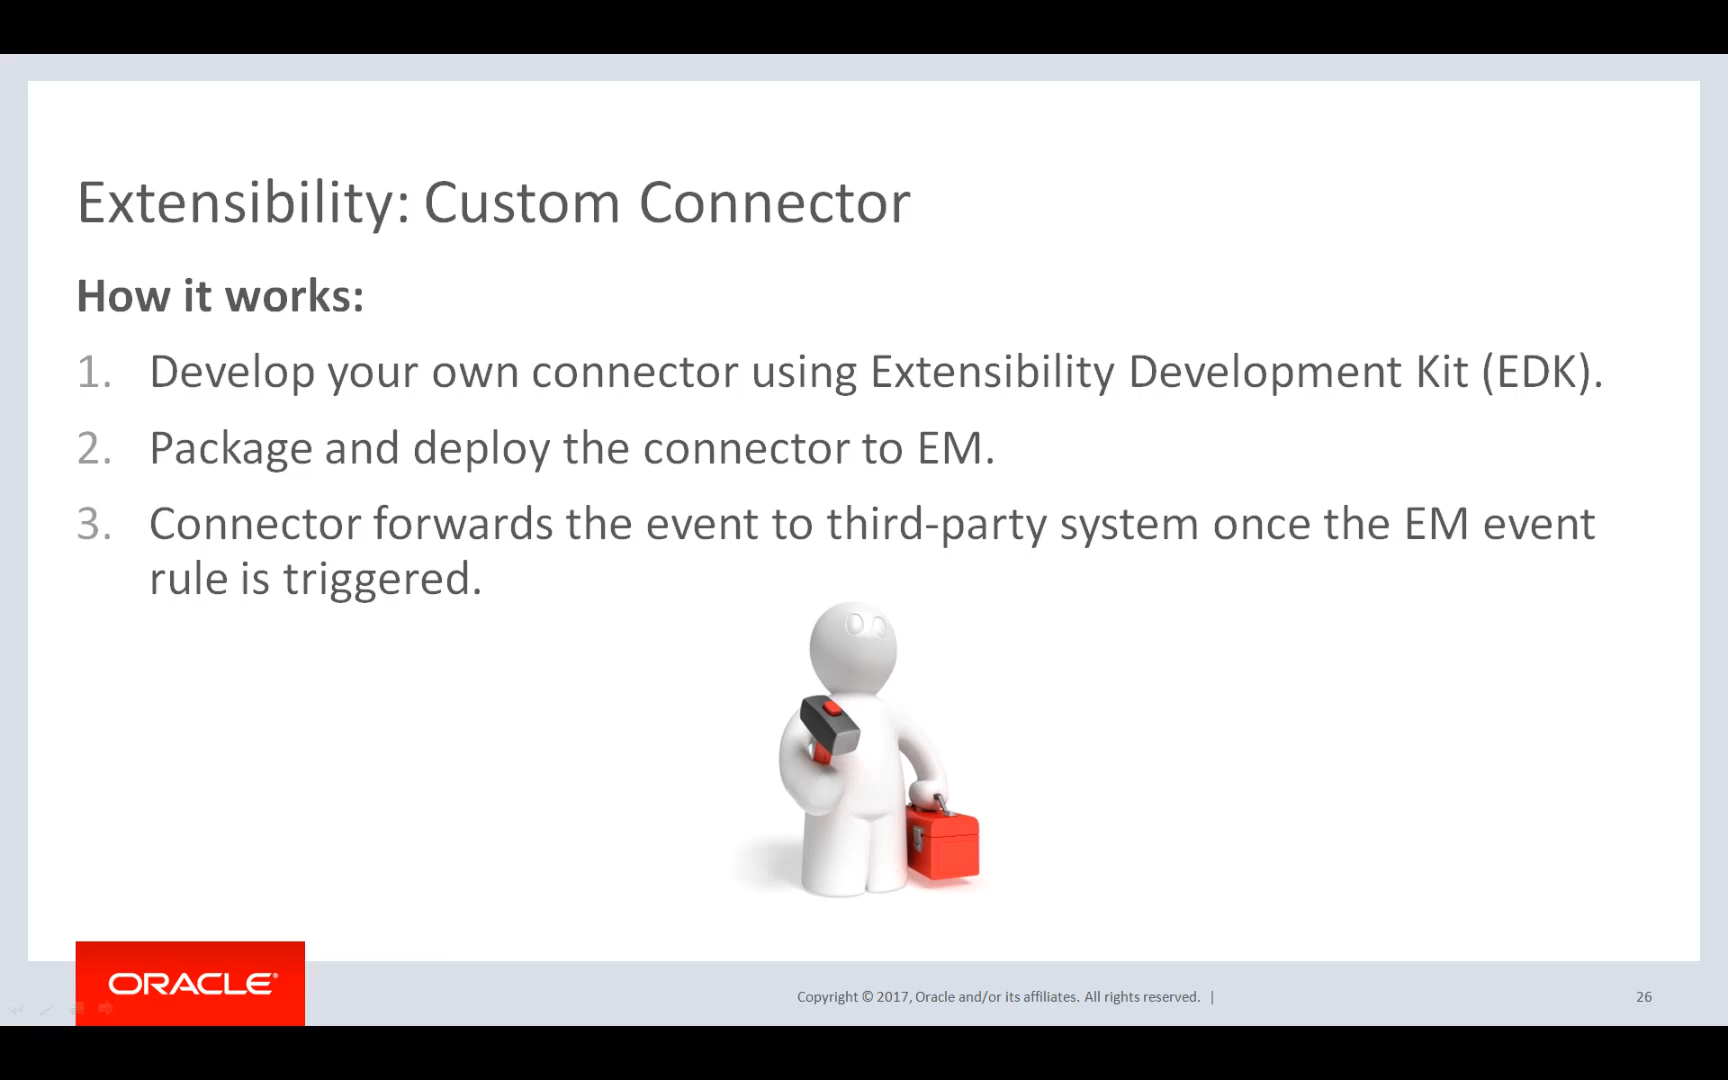 Extensibility: Custom Connector
How it works:
1. Develop your own connector using Extensibility Development Kit (EDK).
2. Package and deploy the connector to EM.
3. Connector forwards the event to third-party system once the EM event
rule is triggered.
ORACLE®
Copyright © 2017, Oracle and/or its affiliates. All rights reserved. |
26